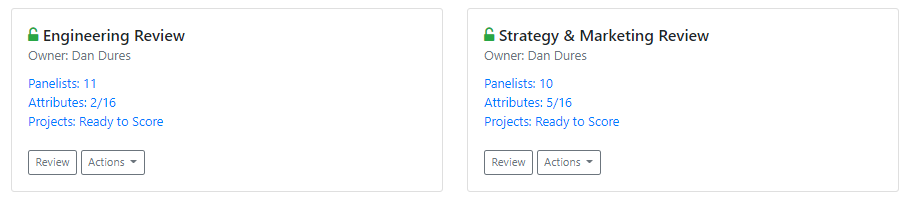 Engineering Review
Owner: Dan Dures
Panelists: 11
Attributes: 2/16
Projects: Ready to Score
Review
Actions
Strategy & Marketing Review
Owner: Dan Dures
Panelists: 10
Attributes: 5/16
Projects: Ready to Score
Review
Actions